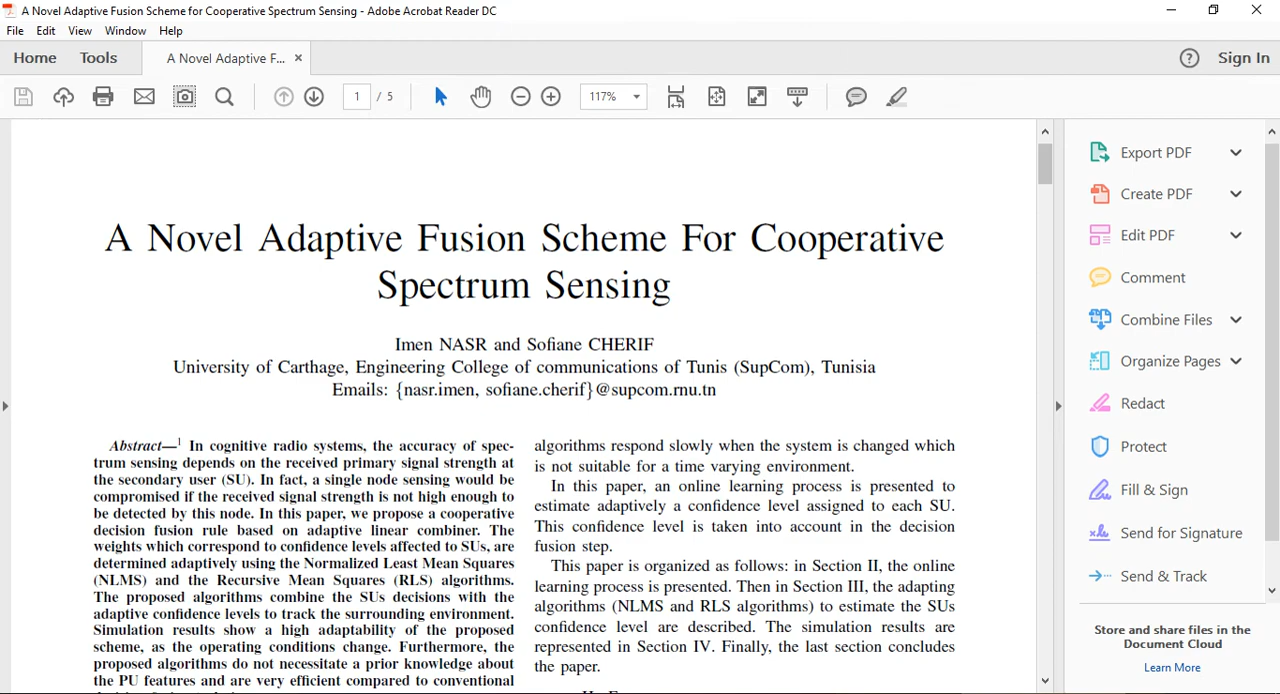 A Novel Adaptive Fusion Scheme for Cooperative Spectrum Sensing - Adobe Acrobat Reader DC
File Edit View Window Help
Home Tools A Novel Adaptive F... × Sign In
1 / 5 117%
A Novel Adaptive Fusion Scheme For Cooperative
Spectrum Sensing
Imen NASR and Sofiane CHERIF
University of Carthage, Engineering College of communications of Tunis (SupCom), Tunisia
Emails: {nasr.imen, sofiane.cherif}@supcom.rnu.tn
Abstract—1 In cognitive radio systems, the accuracy of spec-
trum sensing depends on the received primary signal strength at
the secondary user (SU). In fact, a single node sensing would be
compromised if the received signal strength is not high enough to
be detected by this node. In this paper, we propose a cooperative
decision fusion rule based on adaptive linear combiner. The
weights which correspond to confidence levels affected to SUs, are
determined adaptively using the Normalized Least Mean Squares
(NLMS) and the Recursive Mean Squares (RLS) algorithms.
The proposed algorithms combine the SUs decisions with the
adaptive confidence levels to track the surrounding environment.
Simulation results show a high adaptability of the proposed
scheme, as the operating conditions change. Furthermore, the
proposed algorithms do not necessitate a prior knowledge about
the PU features and are very efficient compared to conventional
algorithms respond slowly when the system is changed which
is not suitable for a time varying environment.
In this paper, an online learning process is presented to
estimate adaptively a confidence level assigned to each SU.
This confidence level is taken into account in the decision
fusion step.
This paper is organized as follows: in Section II, the online
learning process is presented. Then in Section III, the adapting
algorithms (NLMS and RLS algorithms) to estimate the SUs
confidence level are described. The simulation results are
represented in Section IV. Finally, the last section concludes
the paper.
Export PDF
Create PDF
Edit PDF
Comment
Combine Files
Organize Pages
Redact
Protect
Fill & Sign
Send for Signature
Send & Track
Store and share files in the
Document Cloud
Learn More